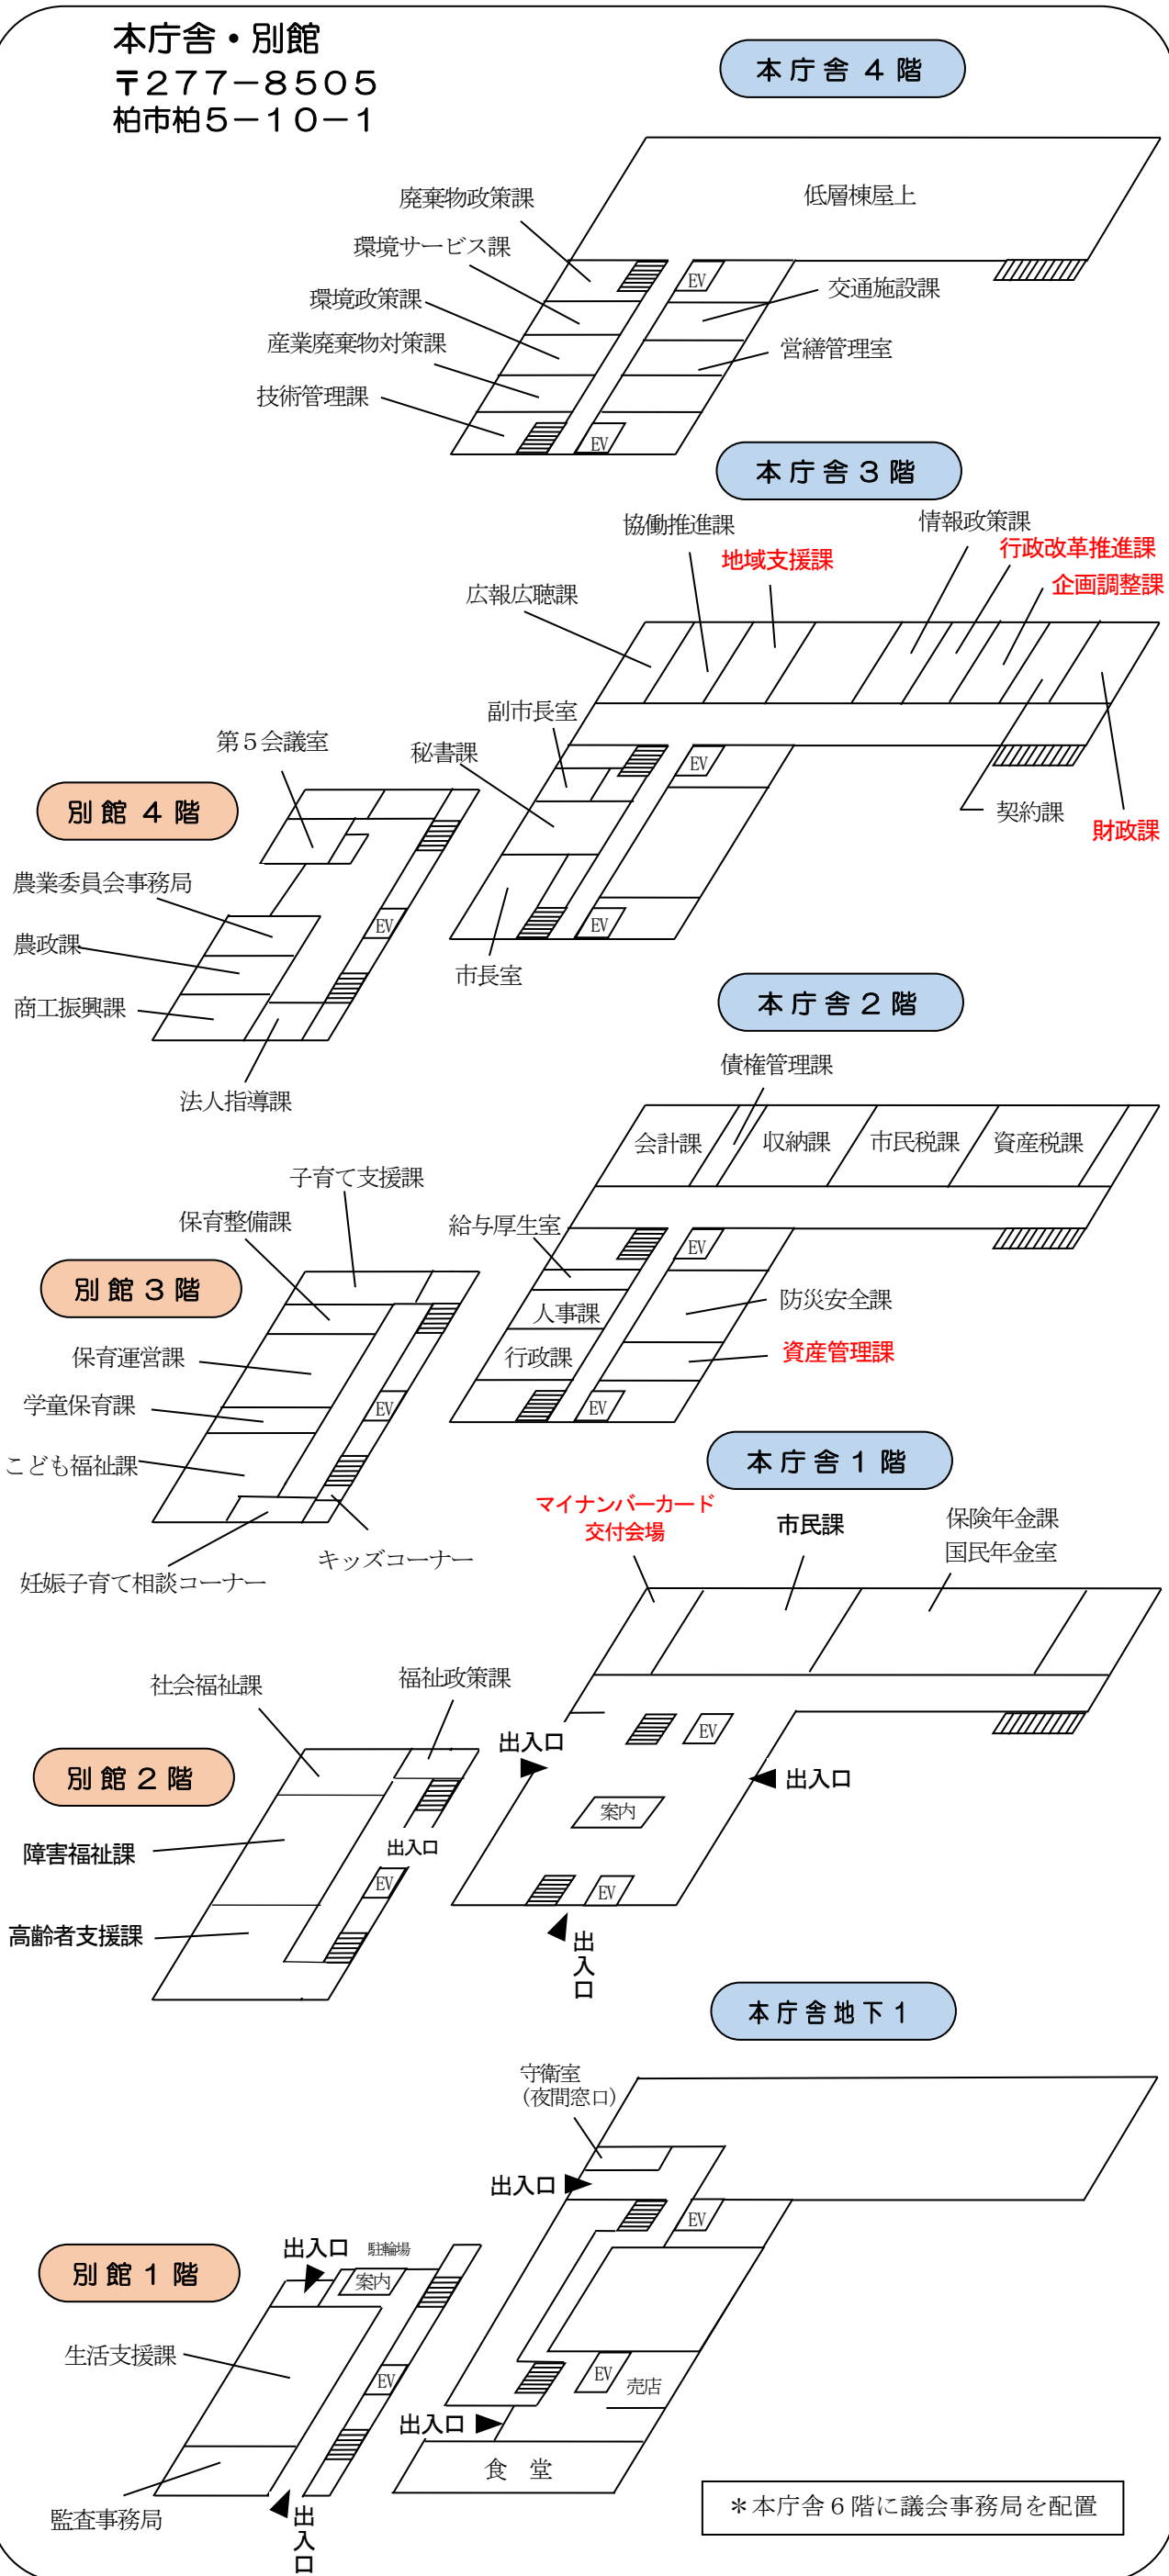 本庁舎・別館
〒277－8505
柏市柏5－10－1
本庁舎４階
低層棟屋上
廃棄物政策課
環境サービス課
環境政策課
産業廃棄物対策課
技術管理課
EV
交通施設課
営繕管理室
EV
本庁舎３階
協働推進課
地域支援課
情報政策課
行政改革推進課
企画調整課
広報広聴課
副市長室
秘書課
EV
契約課
財政課
EV
市長室
別館４階
第５会議室
農業委員会事務局
農政課
商工振興課
EV
法人指導課
本庁舎２階
債権管理課
会計課
収納課
市民税課
資産税課
給与厚生室
EV
人事課
防災安全課
行政課
資産管理課
EV
別館３階
子育て支援課
保育整備課
保育運営課
学童保育課
EV
こども福祉課
キッズコーナー
妊娠子育て相談コーナー
本庁舎１階
マイナンバーカード
交付会場
市民課
保険年金課
国民年金室
出入口
EV
出入口
案内
EV
出入口
別館２階
社会福祉課
福祉政策課
障害福祉課
出入口
EV
高齢者支援課
本庁舎地下１
守衛室
（夜間窓口）
出入口
EV
EV
売店
出入口
食　堂
別館１階
出入口
駐輪場
案内
生活支援課
EV
監査事務局
出入口
＊本庁舎６階に議会事務局を配置